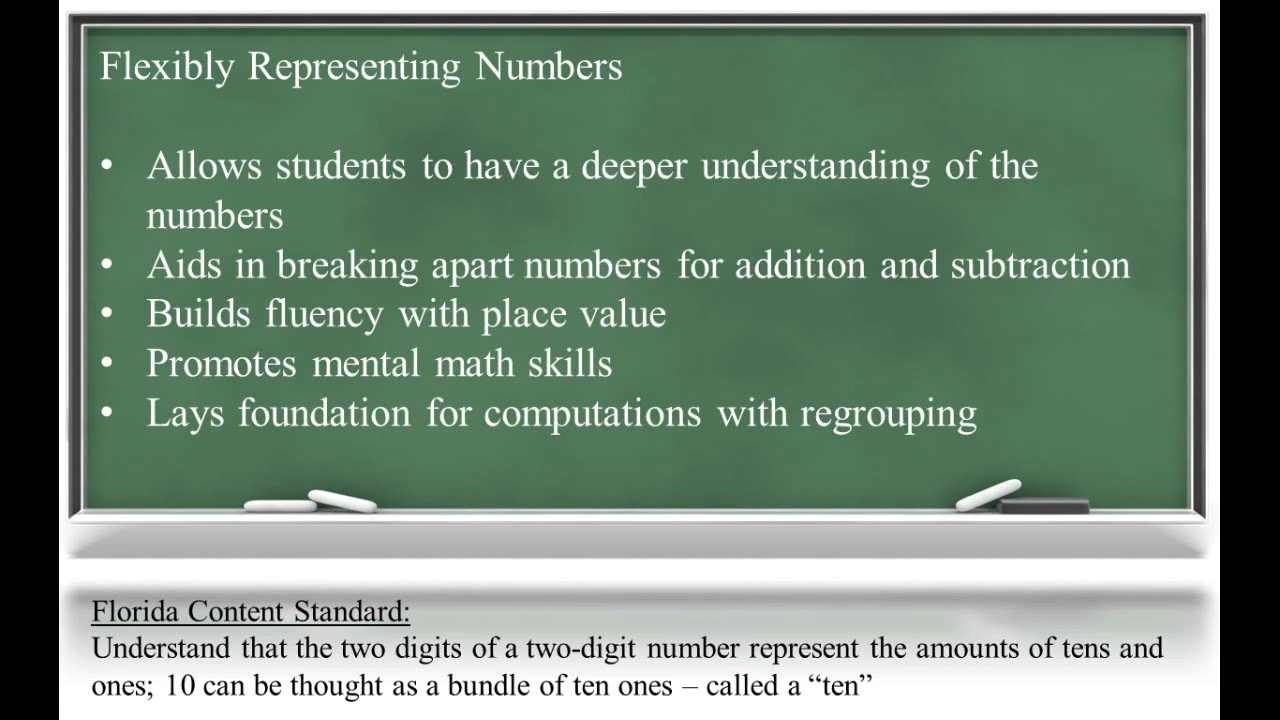 Flexibly Representing Numbers
• Allows students to have a deeper understanding of the
numbers
• Aids in breaking apart numbers for addition and subtraction
• Builds fluency with place value
• Promotes mental math skills
• Lays foundation for computations with regrouping
Florida Content Standard:
Understand that the two digits of a two-digit number represent the amounts of tens and
ones; 10 can be thought as a bundle of ten ones – called a “ten”